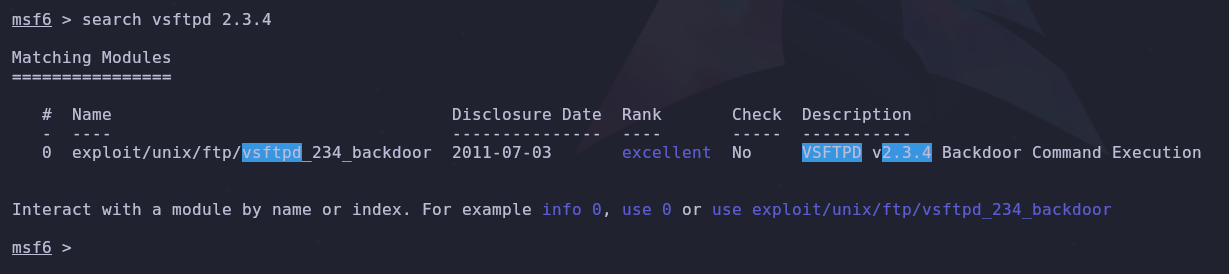 msf6 > search vsftpd 2.3.4
Matching Modules
================
# Name Disclosure Date Rank Check Description
- ---- --------------- ---- ----- -----------
0 exploit/unix/ftp/vsftpd_234_backdoor 2011-07-03 excellent No VSFTPD v2.3.4 Backdoor Command Execution
Interact with a module by name or index. For example info 0, use 0 or use exploit/unix/ftp/vsftpd_234_backdoor
msf6 >